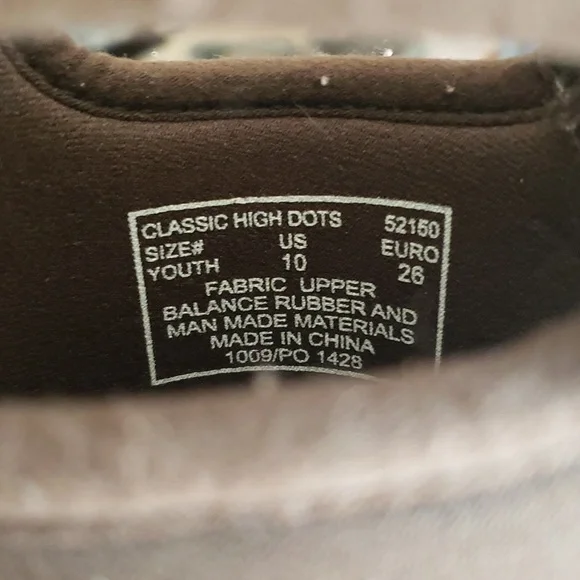 CLASSIC HIGH DOTS 52150
SIZE# US EURO
YOUTH 10 26
FABRIC UPPER
BALANCE RUBBER AND
MAN MADE MATERIALS
MADE IN CHINA
1009/PO 1428